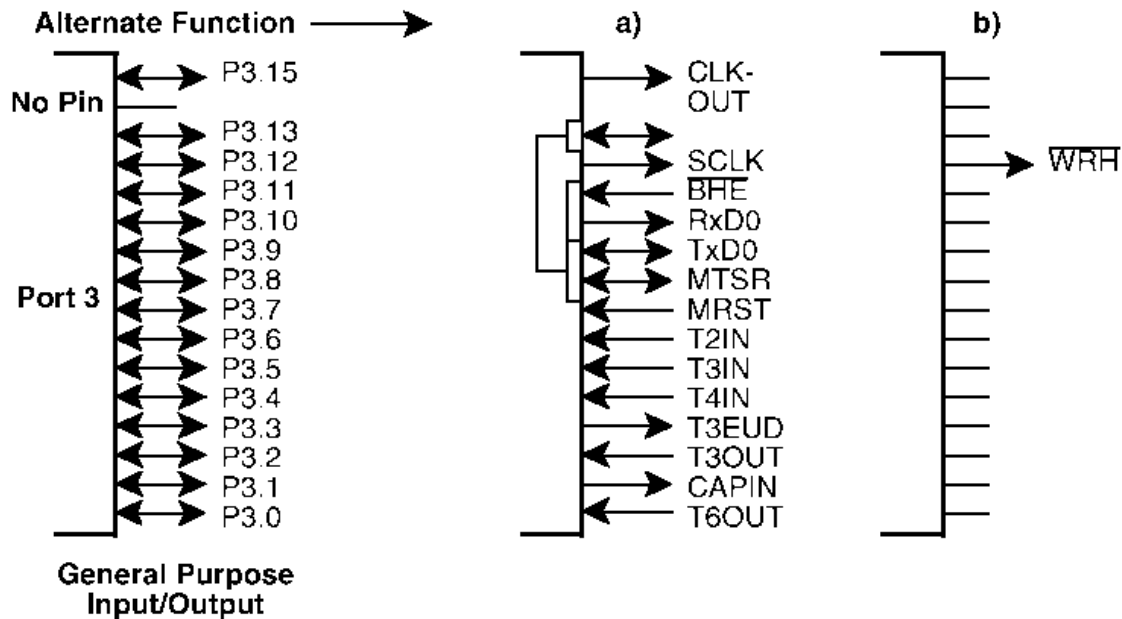 Alternate Function
a)
b)
P3.15
No Pin
P3.13
P3.12
P3.11
P3.10
P3.9
P3.8
Port 3
P3.7
P3.6
P3.5
P3.4
P3.3
P3.2
P3.1
P3.0
General Purpose
Input/Output
CLK-
OUT
SCLK
BHE
RxD0
TxD0
MTSR
MRST
T2IN
T3IN
T4IN
T3EUD
T3OUT
CAPIN
T6OUT
WRH